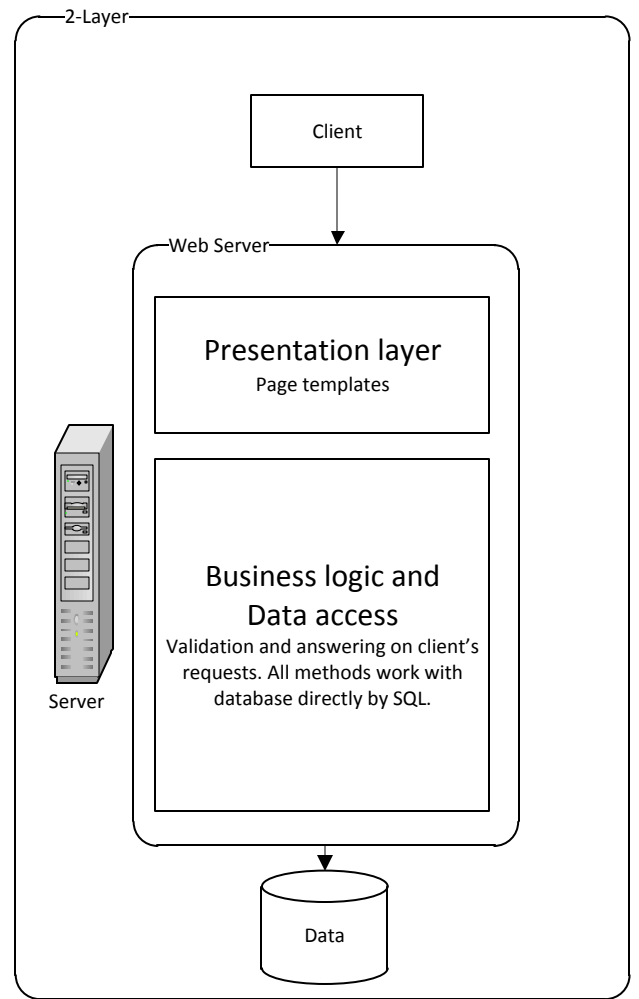 2-Layer
Client
Web Server
Presentation layer
Page templates
Business logic and
Data access
Validation and answering on client's
requests. All methods work with
database directly by SQL.
Server
Data